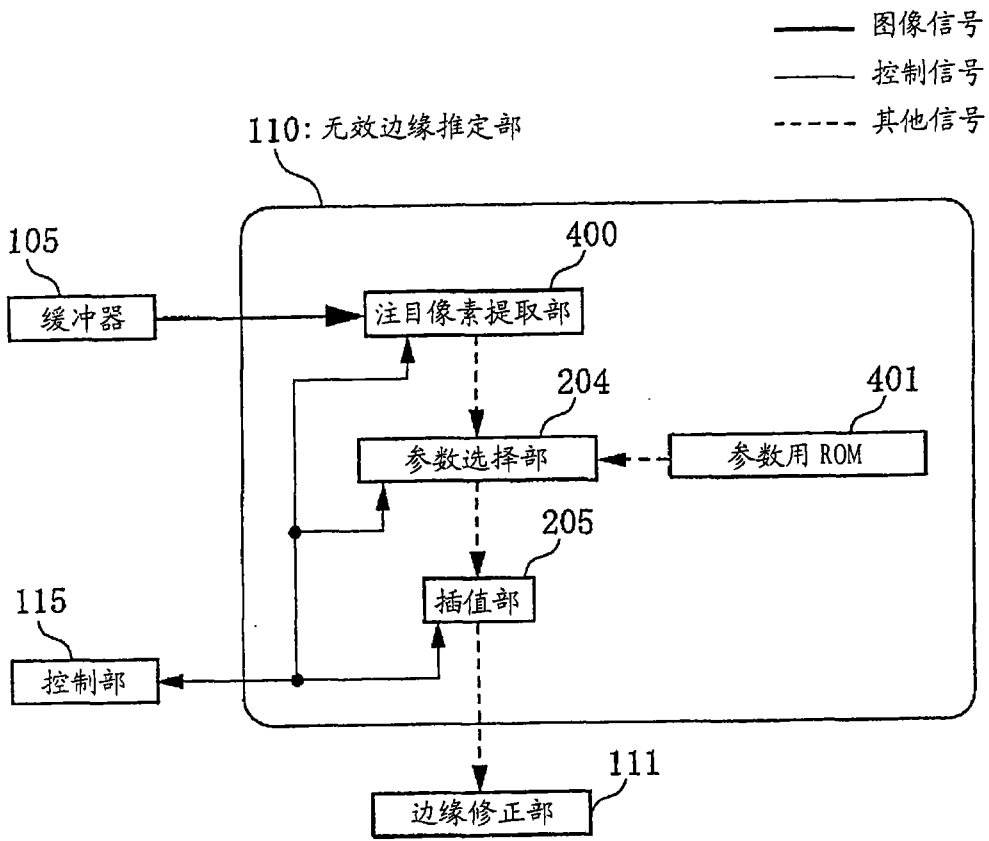 图像信号
控制信号
其他信号
110: 无效边缘推定部
105
缓冲器
400
注目像素提取部
204
参数选择部
401
参数用 ROM
205
插值部
115
控制部
111
边缘修正部